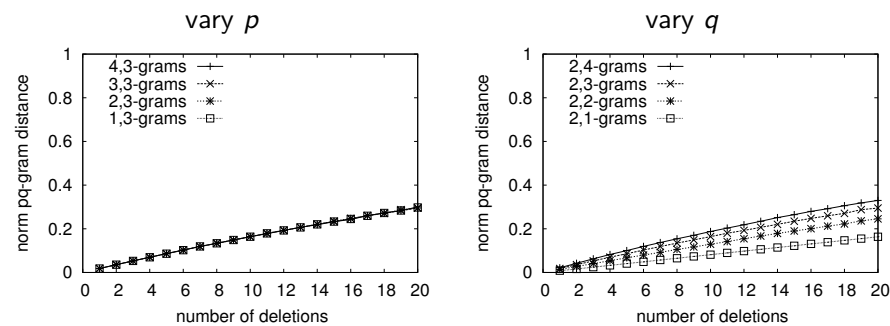 vary p
1
0.8
0.6
0.4
0.2
0
norm pq-gram distance
4,3-grams
3,3-grams
2,3-grams
1,3-grams
0 2 4 6 8 10 12 14 16 18 20
number of deletions
vary q
1
0.8
0.6
0.4
0.2
0
norm pq-gram distance
2,4-grams
2,3-grams
2,2-grams
2,1-grams
0 2 4 6 8 10 12 14 16 18 20
number of deletions